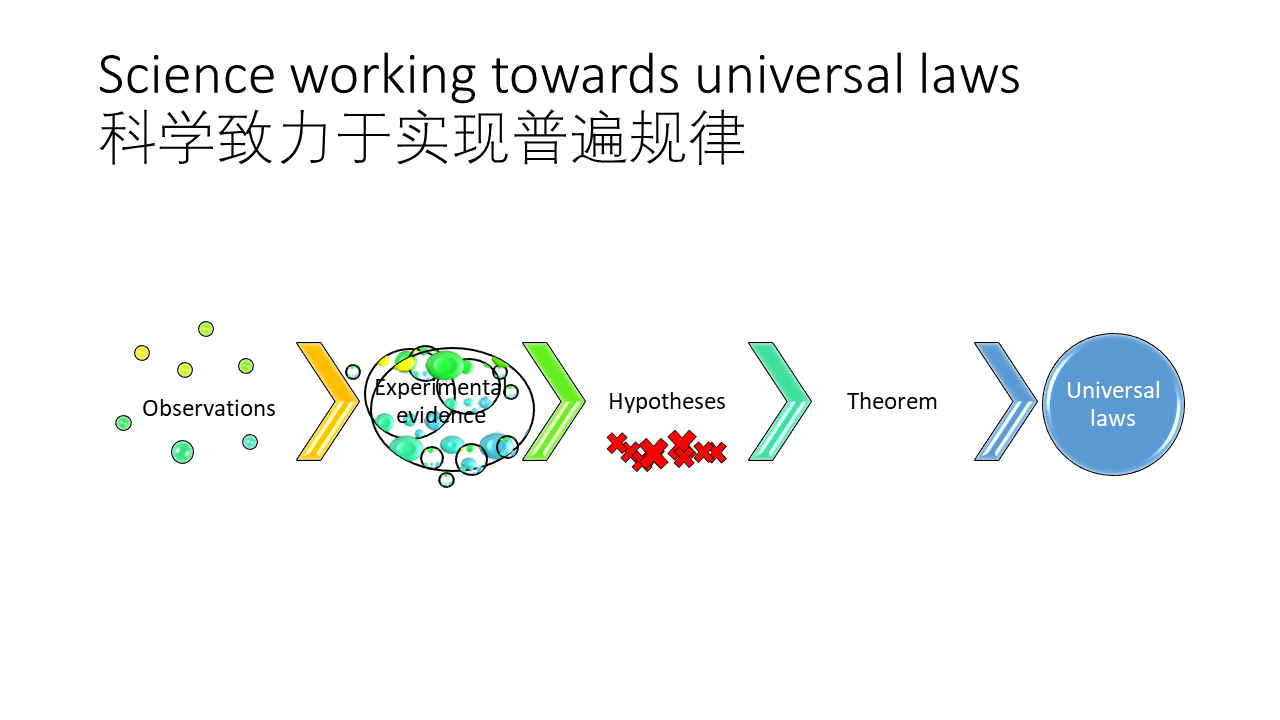 Science working towards universal laws
科学致力于实现普遍规律
Observations
Experimental
evidence
Hypotheses
Theorem
Universal
laws